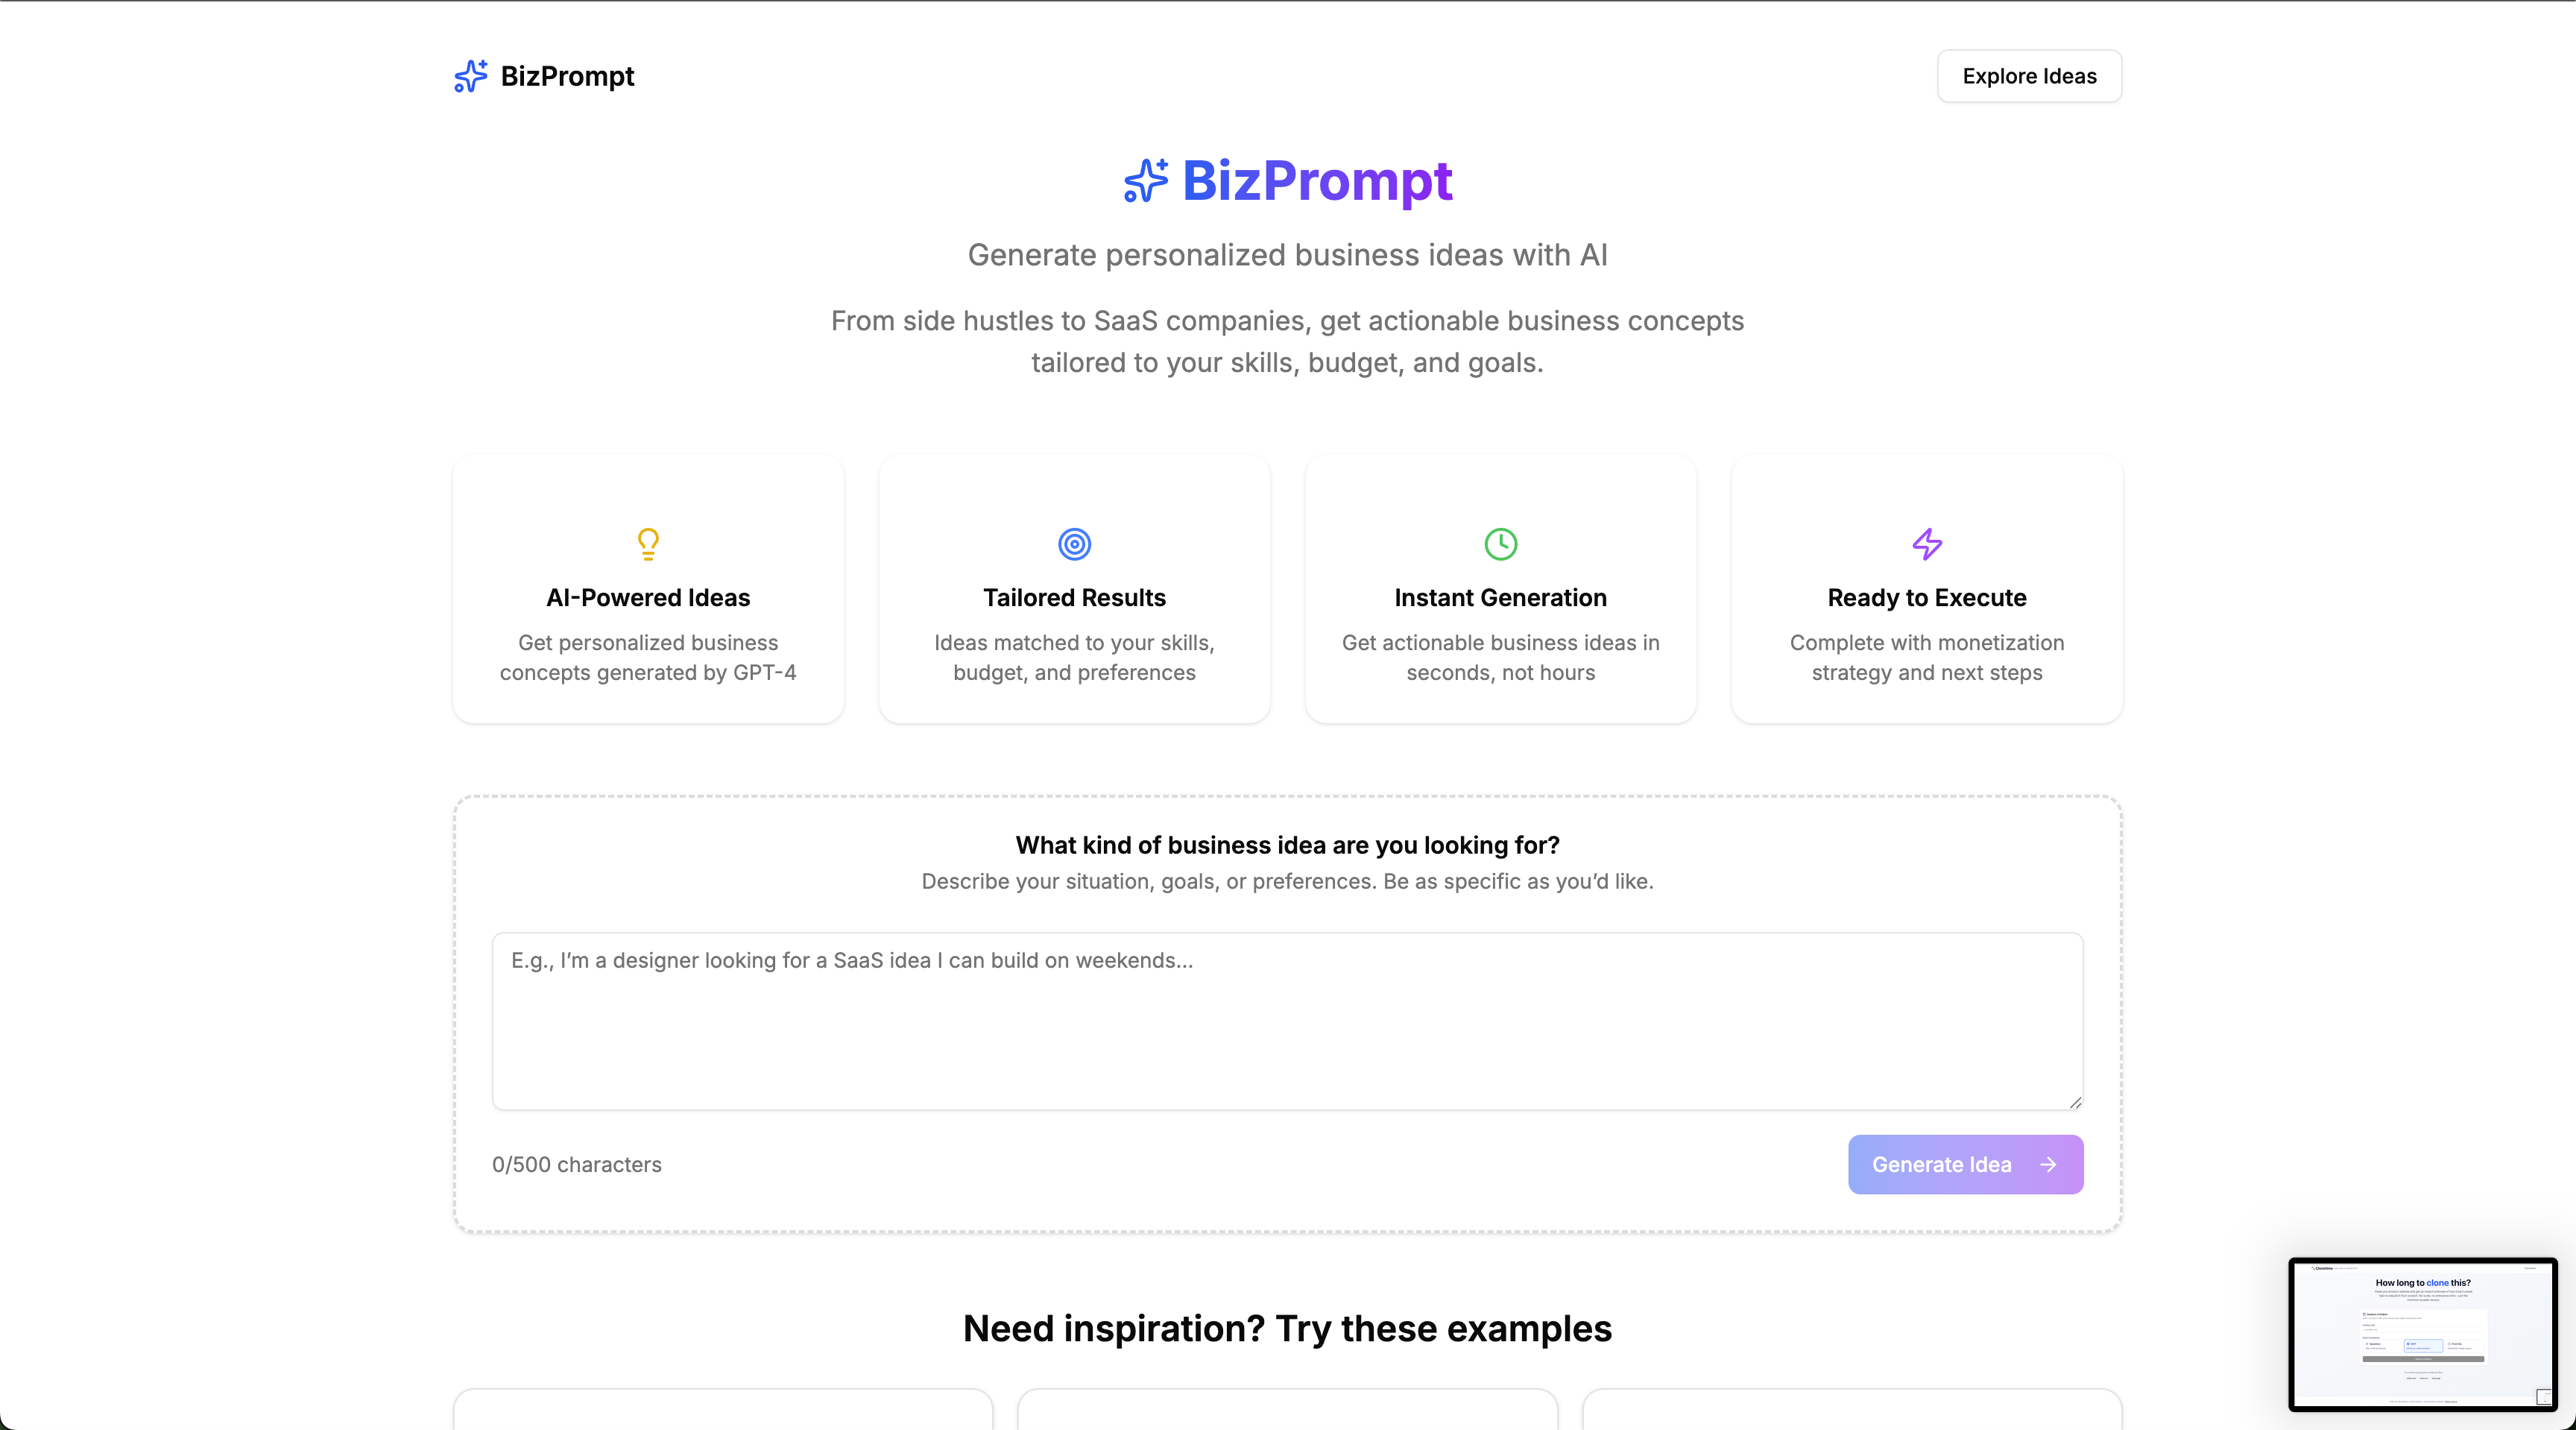 BizPrompt
Explore Ideas
BizPrompt
Generate personalized business ideas with AI
From side hustles to SaaS companies, get actionable business concepts
tailored to your skills, budget, and goals.
AI-Powered Ideas
Get personalized business
concepts generated by GPT-4
Tailored Results
Ideas matched to your skills,
budget, and preferences
Instant Generation
Get actionable business ideas in
seconds, not hours
Ready to Execute
Complete with monetization
strategy and next steps
What kind of business idea are you looking for?
Describe your situation, goals, or preferences. Be as specific as you’d like.
E.g., I’m a designer looking for a SaaS idea I can build on weekends...
0/500 characters
Generate Idea
Need inspiration? Try these examples
How long to clone this?